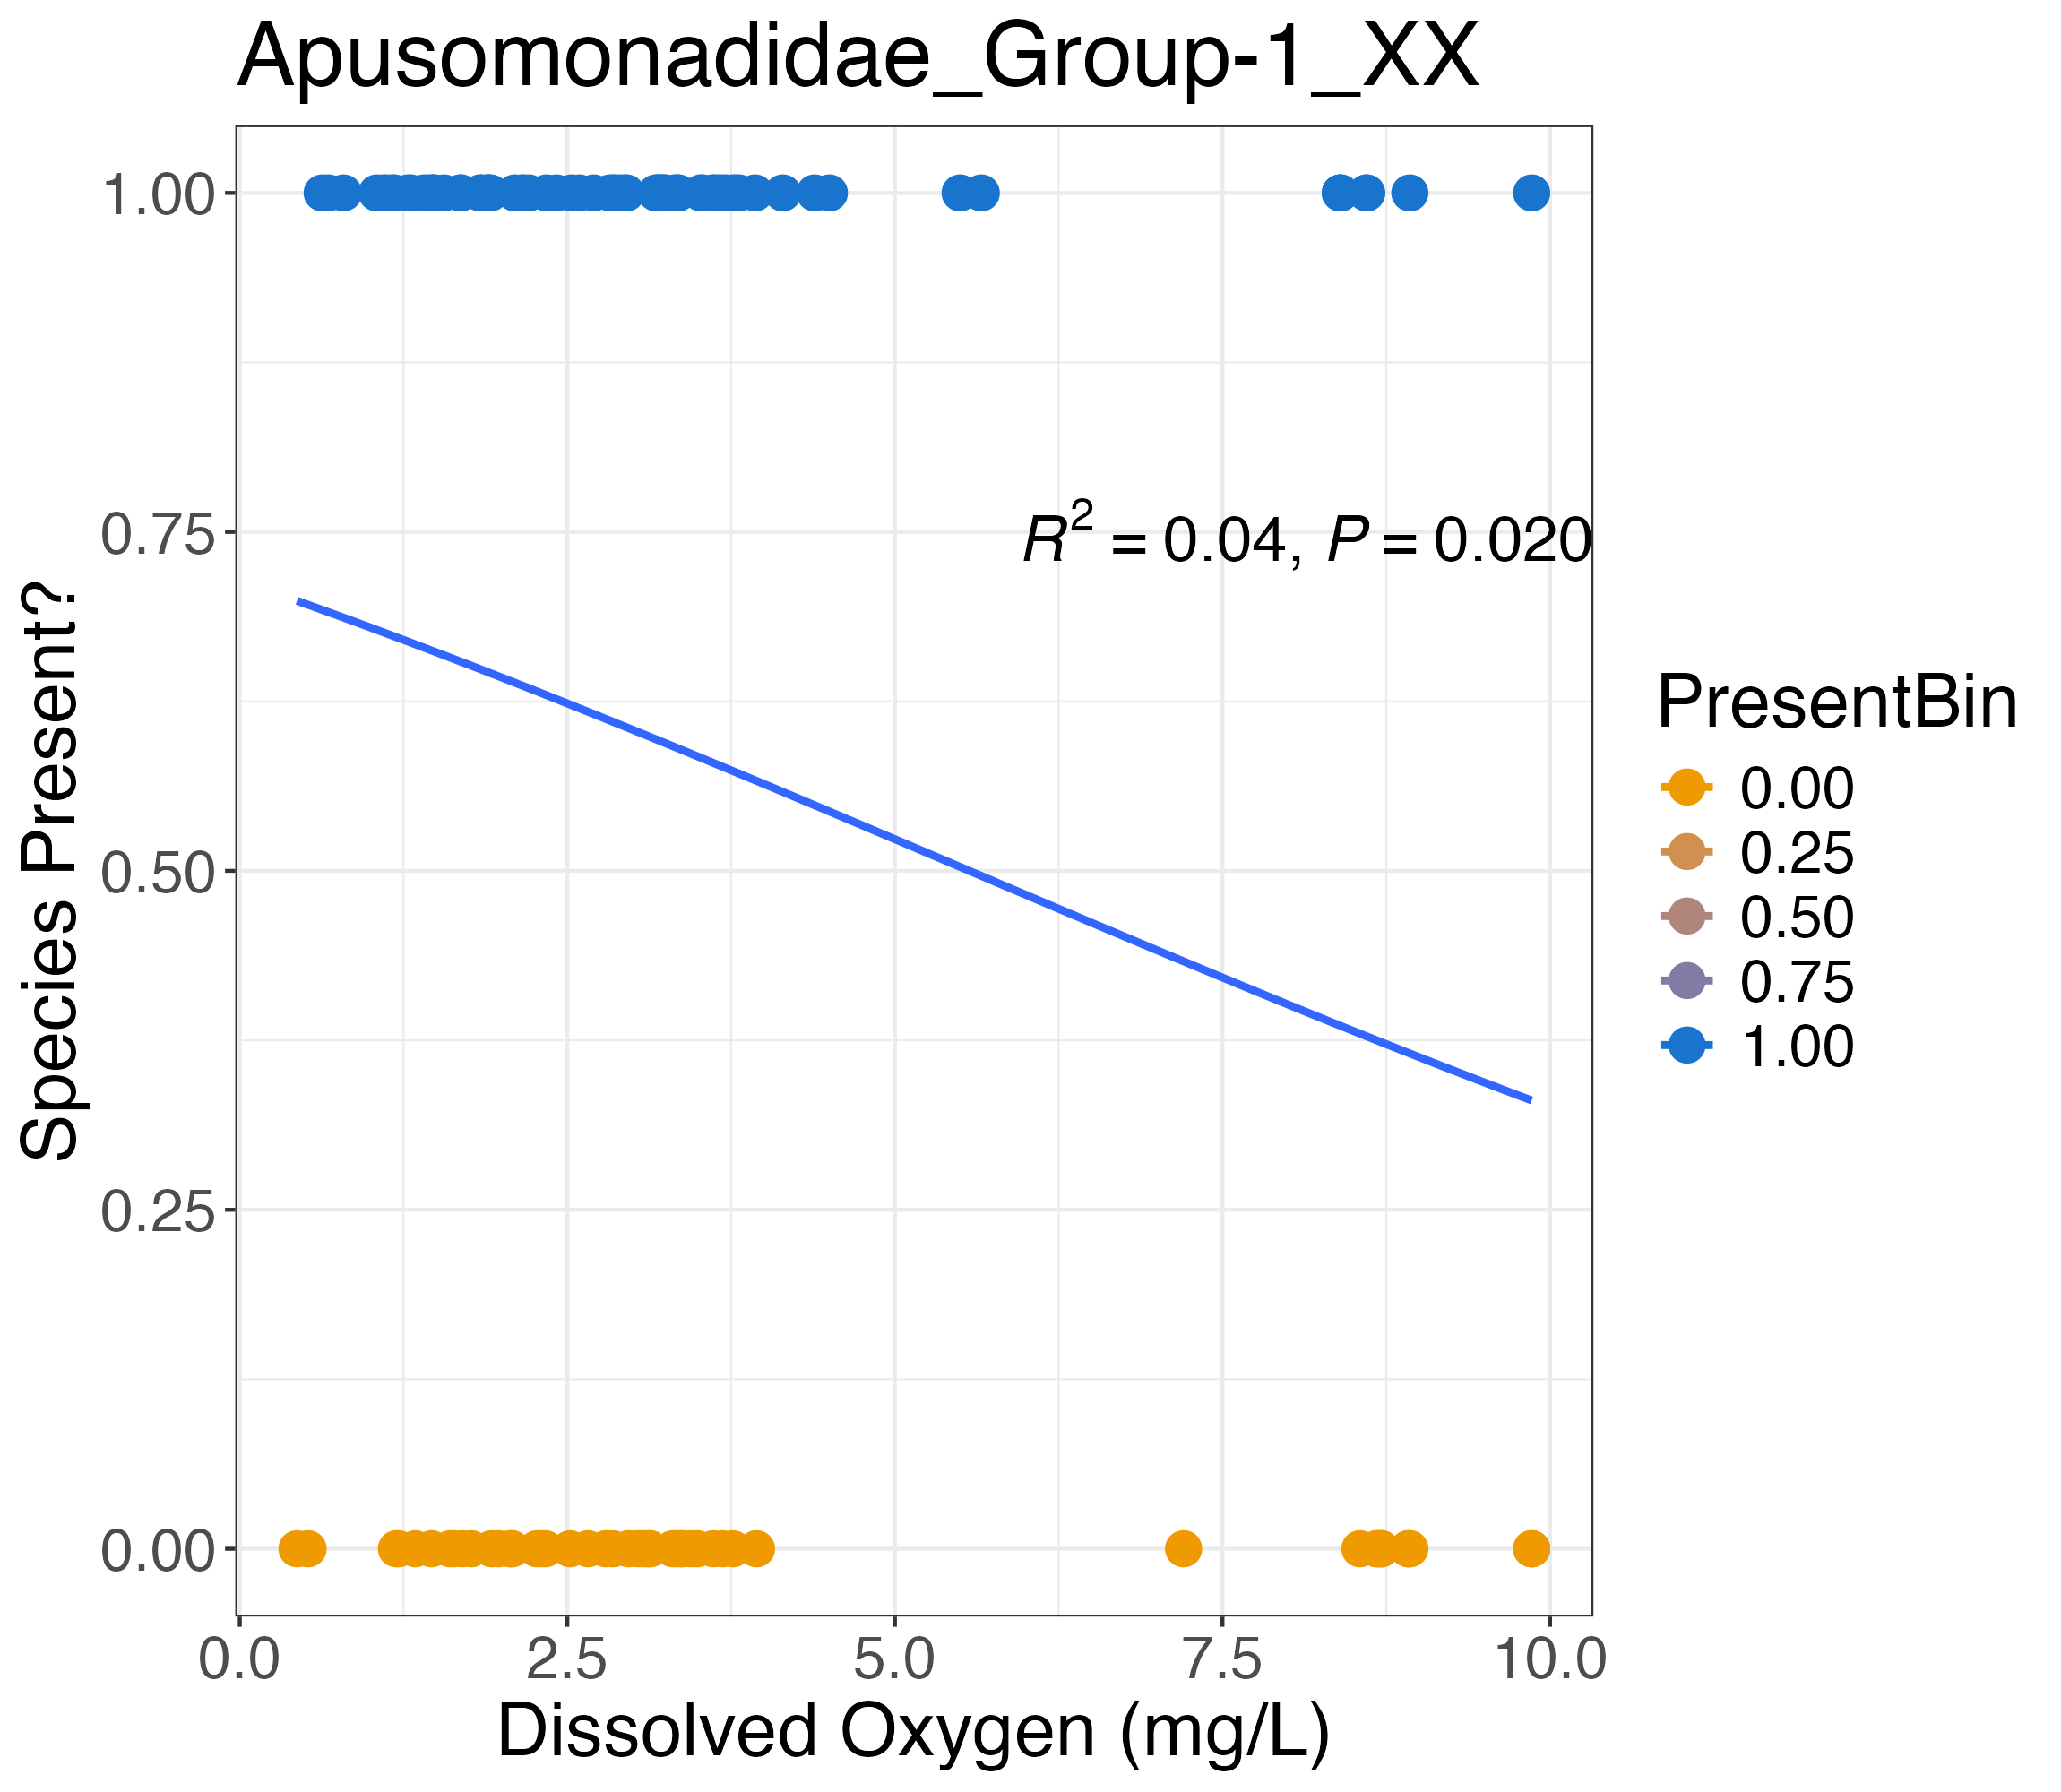 Apusomonadidae_Group-1_XX
1.00
0.75
0.50
0.25
0.00
Species Present?
R² = 0.04, P = 0.020
0.0 2.5 5.0 7.5 10.0
Dissolved Oxygen (mg/L)
PresentBin
0.00
0.25
0.50
0.75
1.00